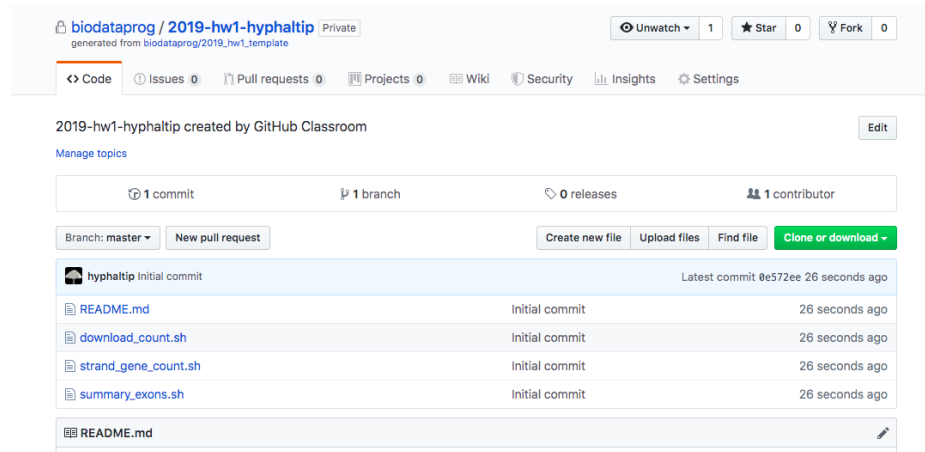 biodataprog / 2019-hw1-hyphaltip Private Unwatch 1 Star 0 Fork 0
generated from biodataprog/2019_hw1_template
Code Issues 0 Pull requests 0 Projects 0 Wiki Security Insights Settings
2019-hw1-hyphaltip created by GitHub Classroom Edit
Manage topics
1 commit 1 branch 0 releases 1 contributor
Branch: master New pull request Create new file Upload files Find file Clone or download
hyphaltip Initial commit Latest commit 0e572ee 26 seconds ago
README.md Initial commit 26 seconds ago
download_count.sh Initial commit 26 seconds ago
strand_gene_count.sh Initial commit 26 seconds ago
summary_exons.sh Initial commit 26 seconds ago
README.md